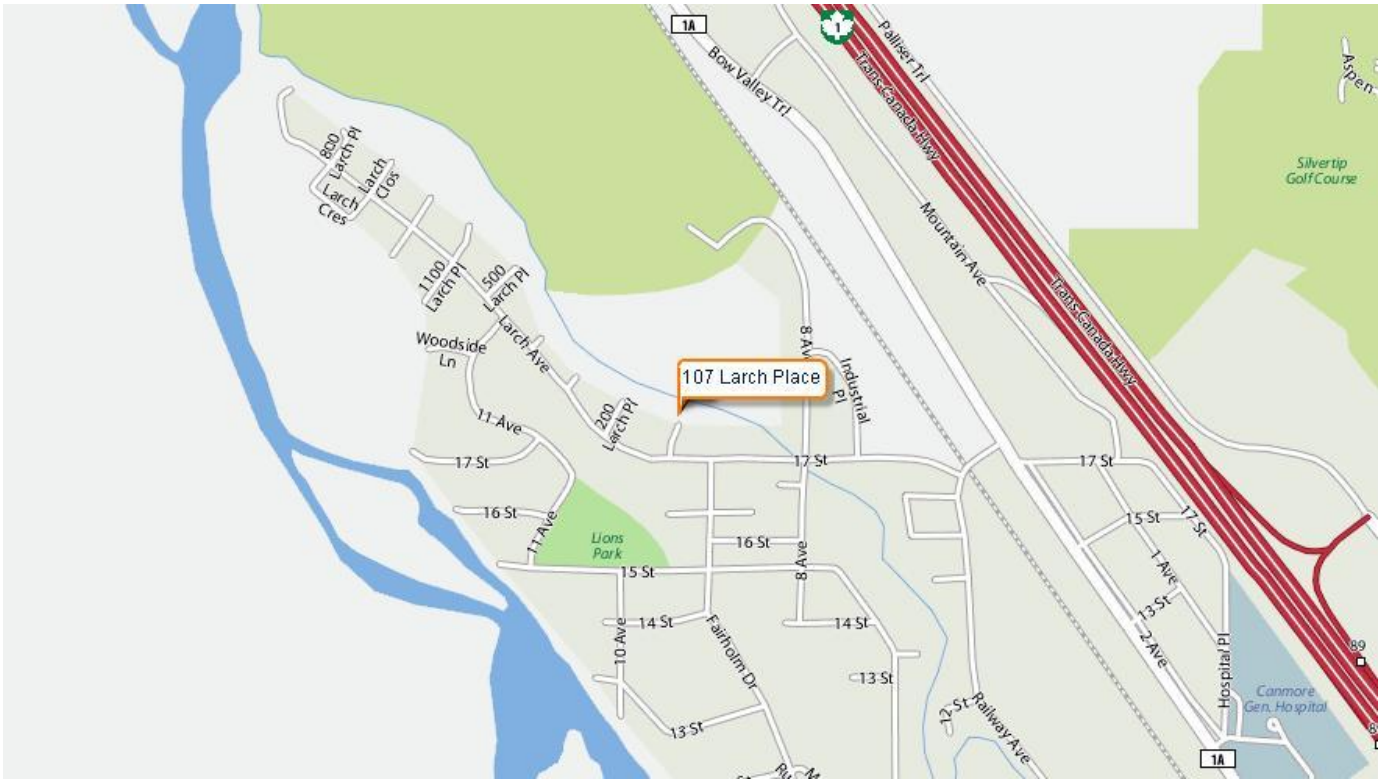 1A
1
Palliser Trl
Bow Valley Trl
Trans Canada Hwy
Aspen
800
Larch Pl
Larch
Clos
Larch
Cres
Silvertip
Golf Course
Mountain Ave
1100
Larch Pl
500
Larch Pl
Trans Canada Hwy
Larch Ave
Woodside
Ln
8 Ave
Industrial
Pl
107 Larch Place
200
Larch Pl
11 Ave
17 St
17 St
17 St
16 St
11 Ave
Lions
Park
16 St
15 St
17 St
15 St
8 Ave
1 Ave
13 St
14 St
10 Ave
Fairholm Dr
14 St
2 Ave
Hospital Pl
89
13 St
12 St
Railway Ave
Canmore
Gen. Hospital
13 St
1A